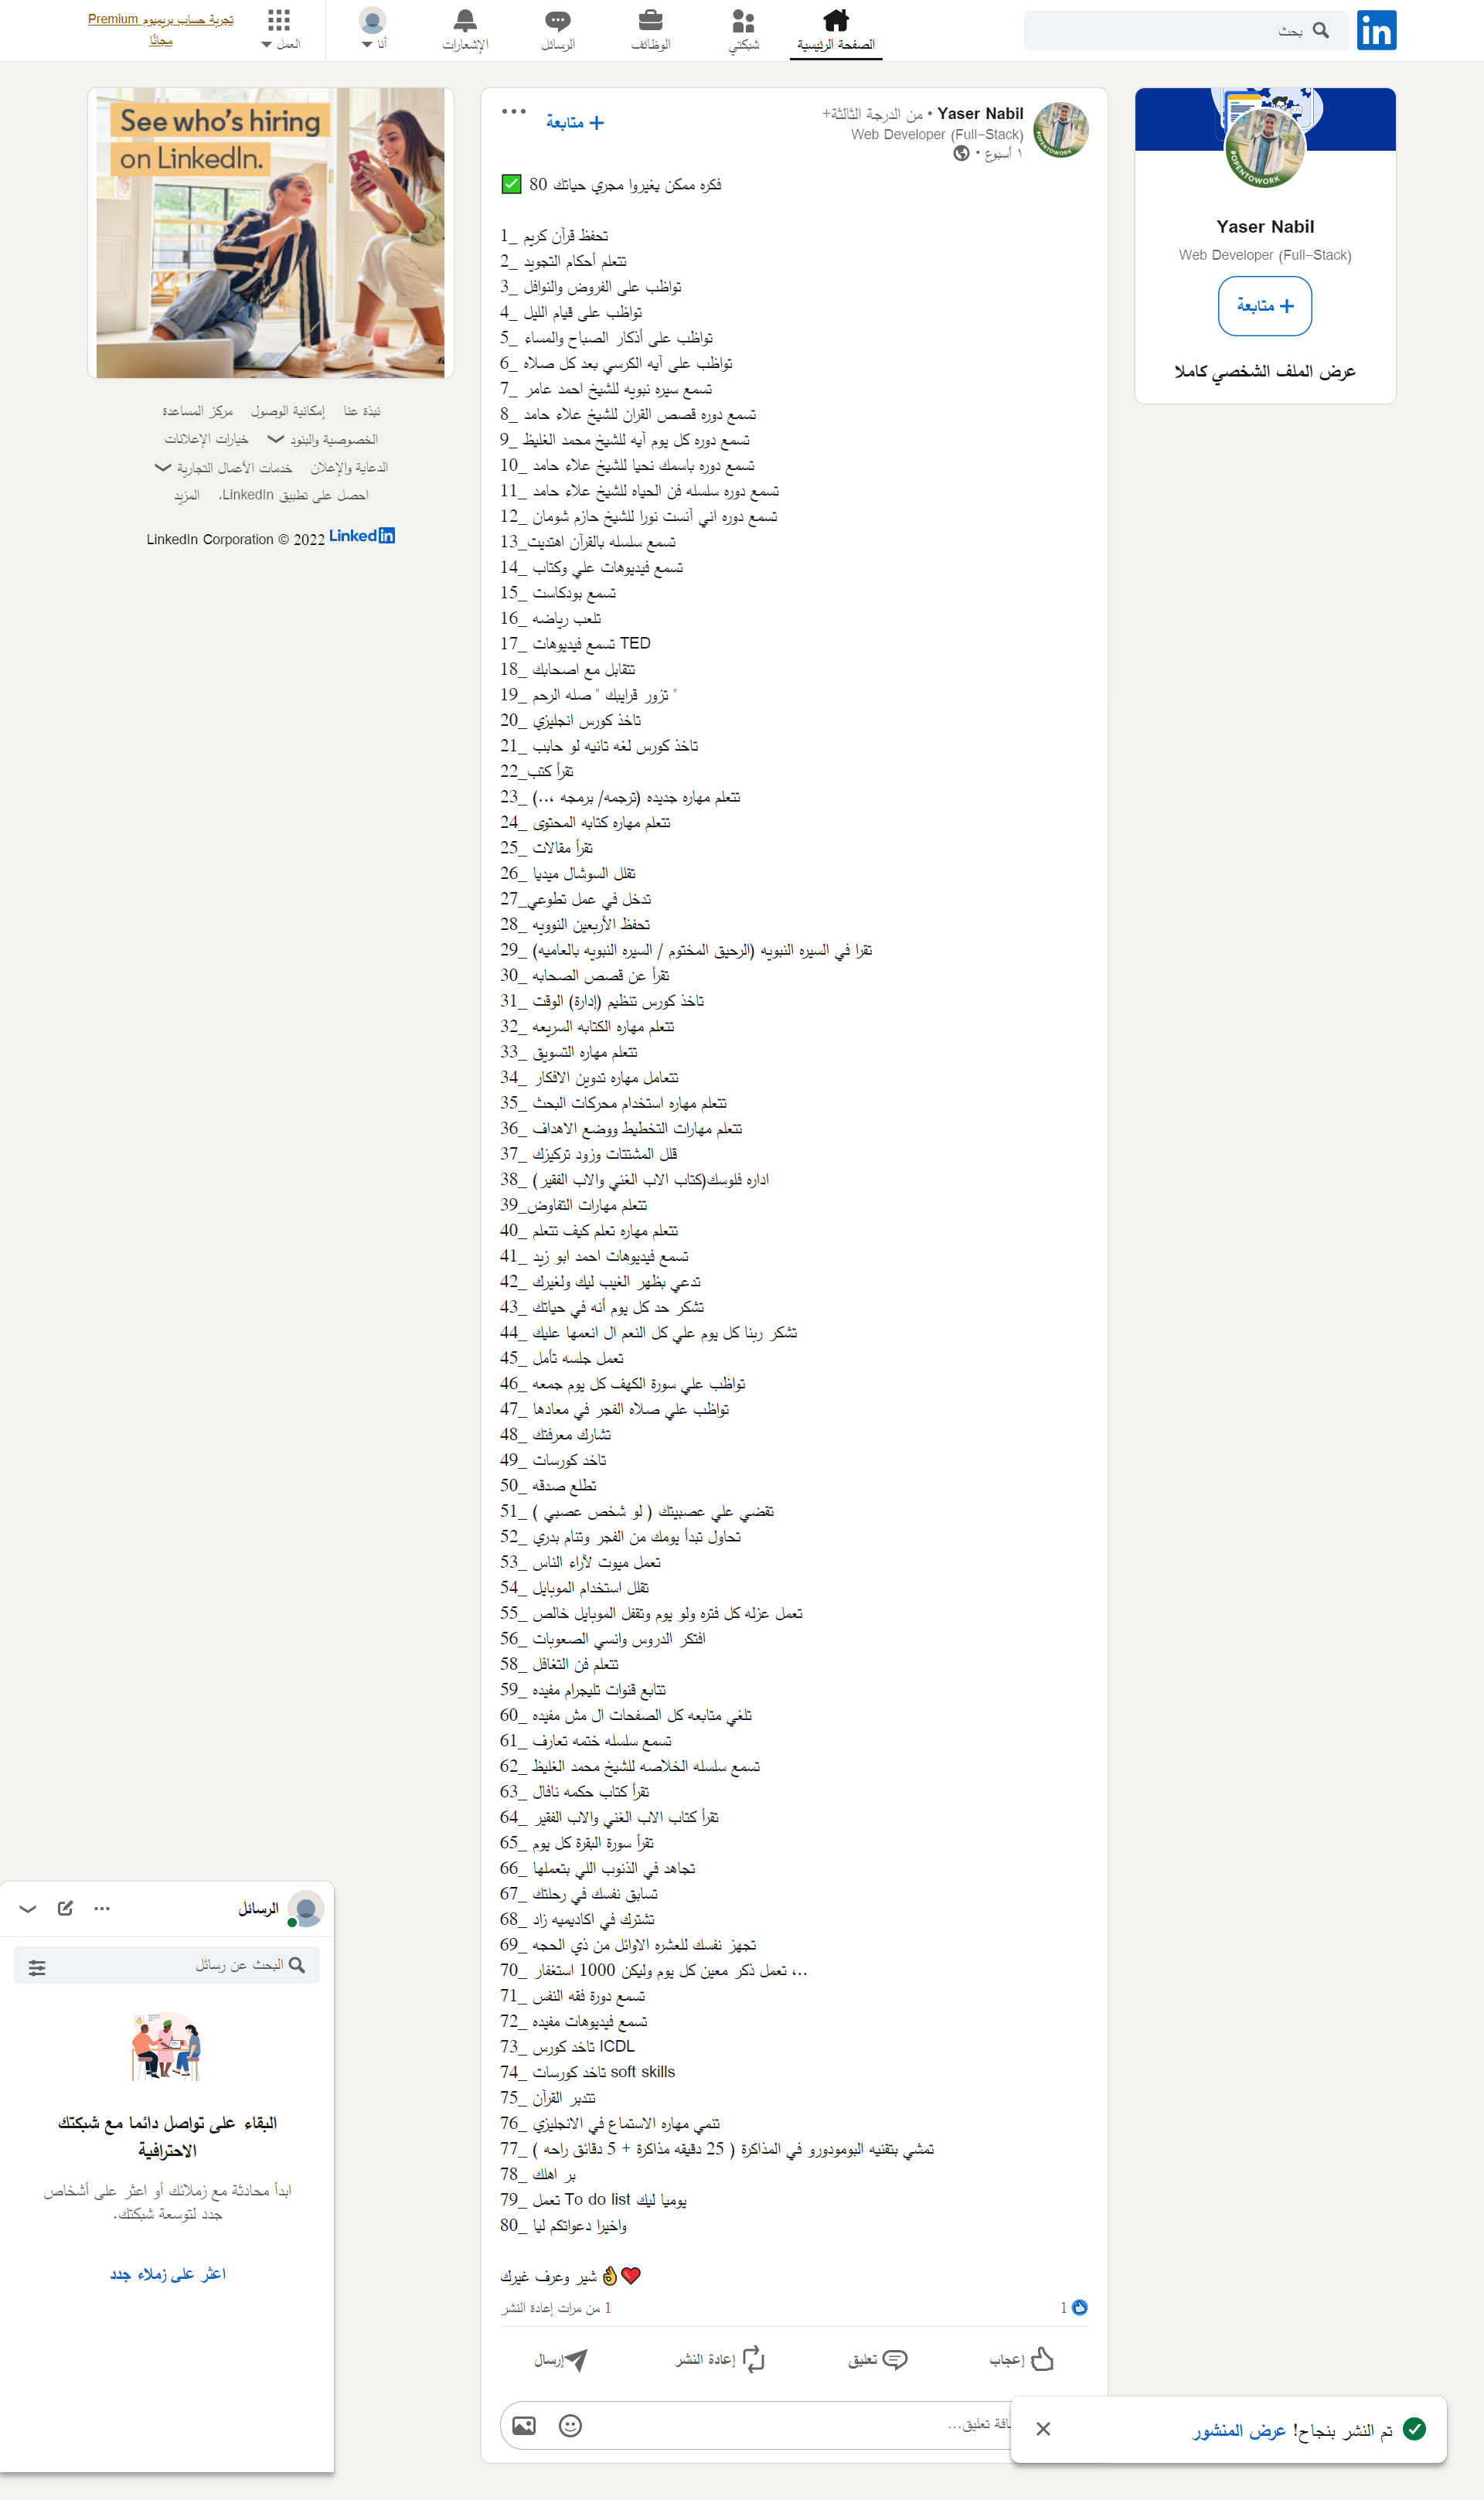 in
بحث
الصفحة الرئيسية
شبكتي
الوظائف
الرسائل
الإشعارات
أنا
العمل
تجربة حساب بريميوم Premium
مجانًا
Yaser Nabil
Web Developer (Full-Stack)
متابعة
عرض الملف الشخصي كاملا
Yaser Nabil • من الدرجة الثالثة+
Web Developer (Full-Stack)
١ أسبوع •
متابعة
80 فكره ممكن يغيروا مجري حياتك
1_ تحفظ قرآن كريم
2_ تتعلم أحكام التجويد
3_ تواظب على الفروض والنوافل
4_ تواظب على قيام الليل
5_ تواظب على أذكار الصباح والمساء
6_ تواظب على آيه الكرسي بعد كل صلاه
7_ تسمع سيره نبويه للشيخ احمد عامر
8_ تسمع دوره قصص القران للشيخ علاء حامد
9_ تسمع دوره كل يوم آيه للشيخ محمد الغليظ
10_ تسمع دوره باسمك نحيا للشيخ علاء حامد
11_ تسمع دوره سلسله فن الحياه للشيخ علاء حامد
12_ تسمع دوره اني آنست نورا للشيخ حازم شومان
13_تسمع سلسله بالقرآن اهتديت
14_ تسمع فيديوهات علي وكتاب
15_ تسمع بودكاست
16_ تلعب رياضه
17_ تسمع فيديوهات TED
18_ تتقابل مع اصحابك
19_ تزور قرايبك " صله الرحم "
20_ تاخذ كورس انجليزي
21_ تاخذ كورس لغه تانيه لو حابب
22_تقرأ كتب
23_ تتعلم مهاره جديده (ترجمه/ برمجه ،..)
24_ تتعلم مهاره كتابه المحتوى
25_ تقرأ مقالات
26_ تقلل السوشال ميديا
27_تدخل في عمل تطوعي
28_ تحفظ الأربعين النوويه
29_ تقرا في السيره النبويه (الرحيق المختوم / السيره النبويه بالعاميه)
30_ تقرأ عن قصص الصحابه
31_ تاخذ كورس تنظيم (إدارة) الوقت
32_ تتعلم مهاره الكتابه السريعه
33_ تتعلم مهاره التسويق
34_ تتعامل مهاره تدوين الافكار
35_ تتعلم مهاره استخدام محركات البحث
36_ تتعلم مهارات التخطيط ووضع الاهداف
37_ قلل المشتتات وزود تركيزك
38_ اداره فلوسك(كتاب الاب الغني والاب الفقير)
39_تتعلم مهارات التفاوض
40_ تتعلم مهاره تعلم كيف تتعلم
41_ تسمع فيديوهات احمد ابو زيد
42_ تدعي بظهر الغيب ليك ولغيرك
43_ تشكر حد كل يوم أنه في حياتك
44_ تشكر ربنا كل يوم علي كل النعم ال انعمها عليك
45_ تعمل جلسه تأمل
46_ تواظب علي سورة الكهف كل يوم جمعه
47_ تواظب علي صلاه الفجر في معادها
48_ تشارك معرفتك
49_ تاخد كورسات
50_ تطلع صدقه
51_ تقضي علي عصبيتك ( لو شخص عصبي )
52_ تحاول تبدأ يومك من الفجر وتنام بدري
53_ تعمل ميوت لآراء الناس
54_ تقلل استخدام الموبايل
55_ تعمل عزله كل فتره ولو يوم وتقفل الموبايل خالص
56_ افتكر الدروس وانسي الصعوبات
58_ تتعلم فن التغافل
59_ تتابع قنوات تليجرام مفيده
60_ تلغي متابعه كل الصفحات ال مش مفيده
61_ تسمع سلسله ختمه تعارف
62_ تسمع سلسله الخلاصه للشيخ محمد الغليظ
63_ تقرأ كتاب حكمه نافال
64_ تقرأ كتاب الاب الغني والاب الفقير
65_ تقرأ سورة البقرة كل يوم
66_ تجاهد في الذنوب اللي بتعملها
67_ تسابق نفسك في رحلتك
68_ تشترك في اكاديميه زاد
69_ تجهز نفسك للعشره الاوائل من ذي الحجه
70_ تعمل ذكر معين كل يوم وليكن 1000 استغفار ،...
71_ تسمع دورة فقه النفس
72_ تسمع فيديوهات مفيده
73_ تاخد كورس ICDL
74_ تاخد كورسات soft skills
75_ تتدبر القرآن
76_ تنمي مهاره الاستماع في الانجليزي
77_ تمشي بتقنيه البومودورو في المذاكرة ( 25 دقيقه مذاكرة + 5 دقائق راحه )
78_ بر اهلك
79_ تعمل To do list يوميا ليك
80_ واخيرا دعواتكم ليا
شير وعرف غيرك
1
1 من مرات إعادة النشر
إعجاب
تعليق
إعادة النشر
إرسال
تعليق...
See who's hiring
on LinkedIn.
نبذة عنا إمكانية الوصول مركز المساعدة
الخصوصية والبنود خيارات الإعلانات
الدعاية والإعلان خدمات الأعمال التجارية
احصل على تطبيق LinkedIn. المزيد
LinkedIn LinkedIn Corporation © 2022
الرسائل
البحث عن رسائل
البقاء على تواصل دائما مع شبكتك
الاحترافية
ابدأ محادثة مع زملائك أو اعثر على أشخاص
جدد لتوسعة شبكتك.
اعثر على زملاء جدد
تم النشر بنجاح! عرض المنشور